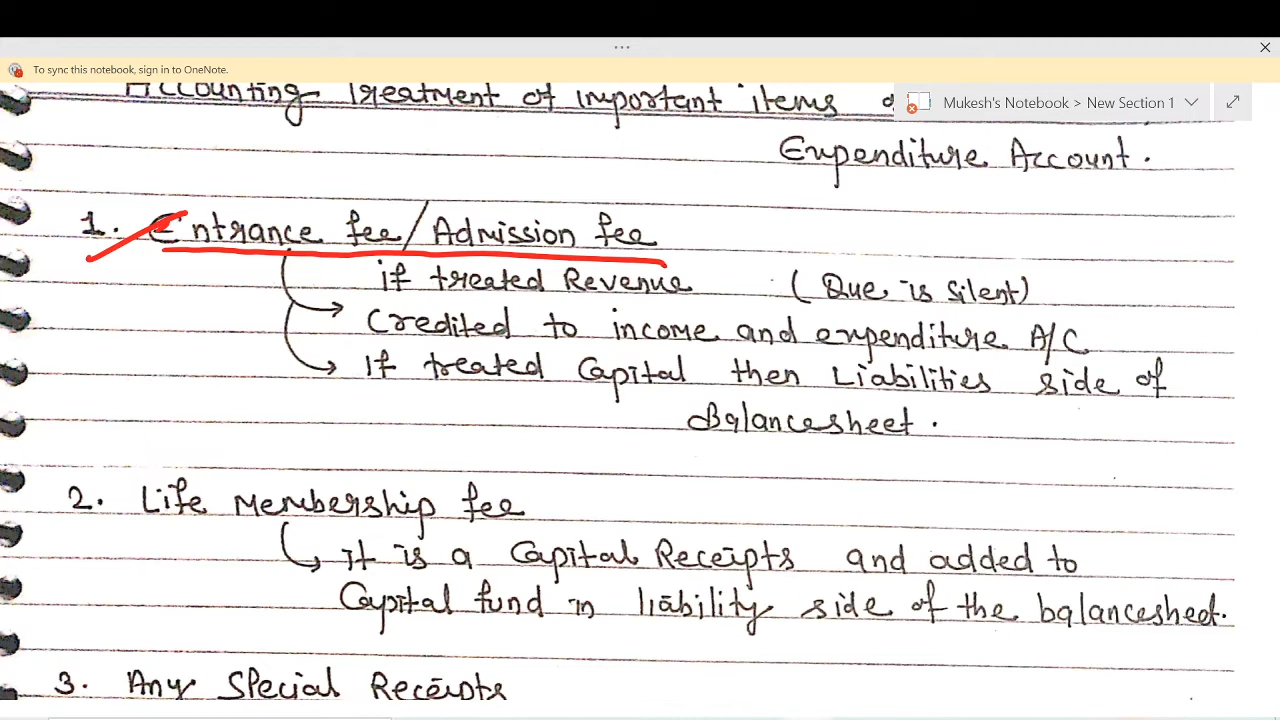 To sync this notebook, sign in to OneNote.
Mukesh's Notebook > New Section 1
Accounting Treatment of important items
Expenditure Account.
1. Entrance fee/Admission fee
if treated Revenue (Que is silent)
Credited to income and expenditure A/C
If treated Capital then Liabilities side of
Balancesheet.
2. Life Membership fee
it is a Capital Receipts and added to
Capital fund in liability side of the balancesheet.
3. Any Special Receipts